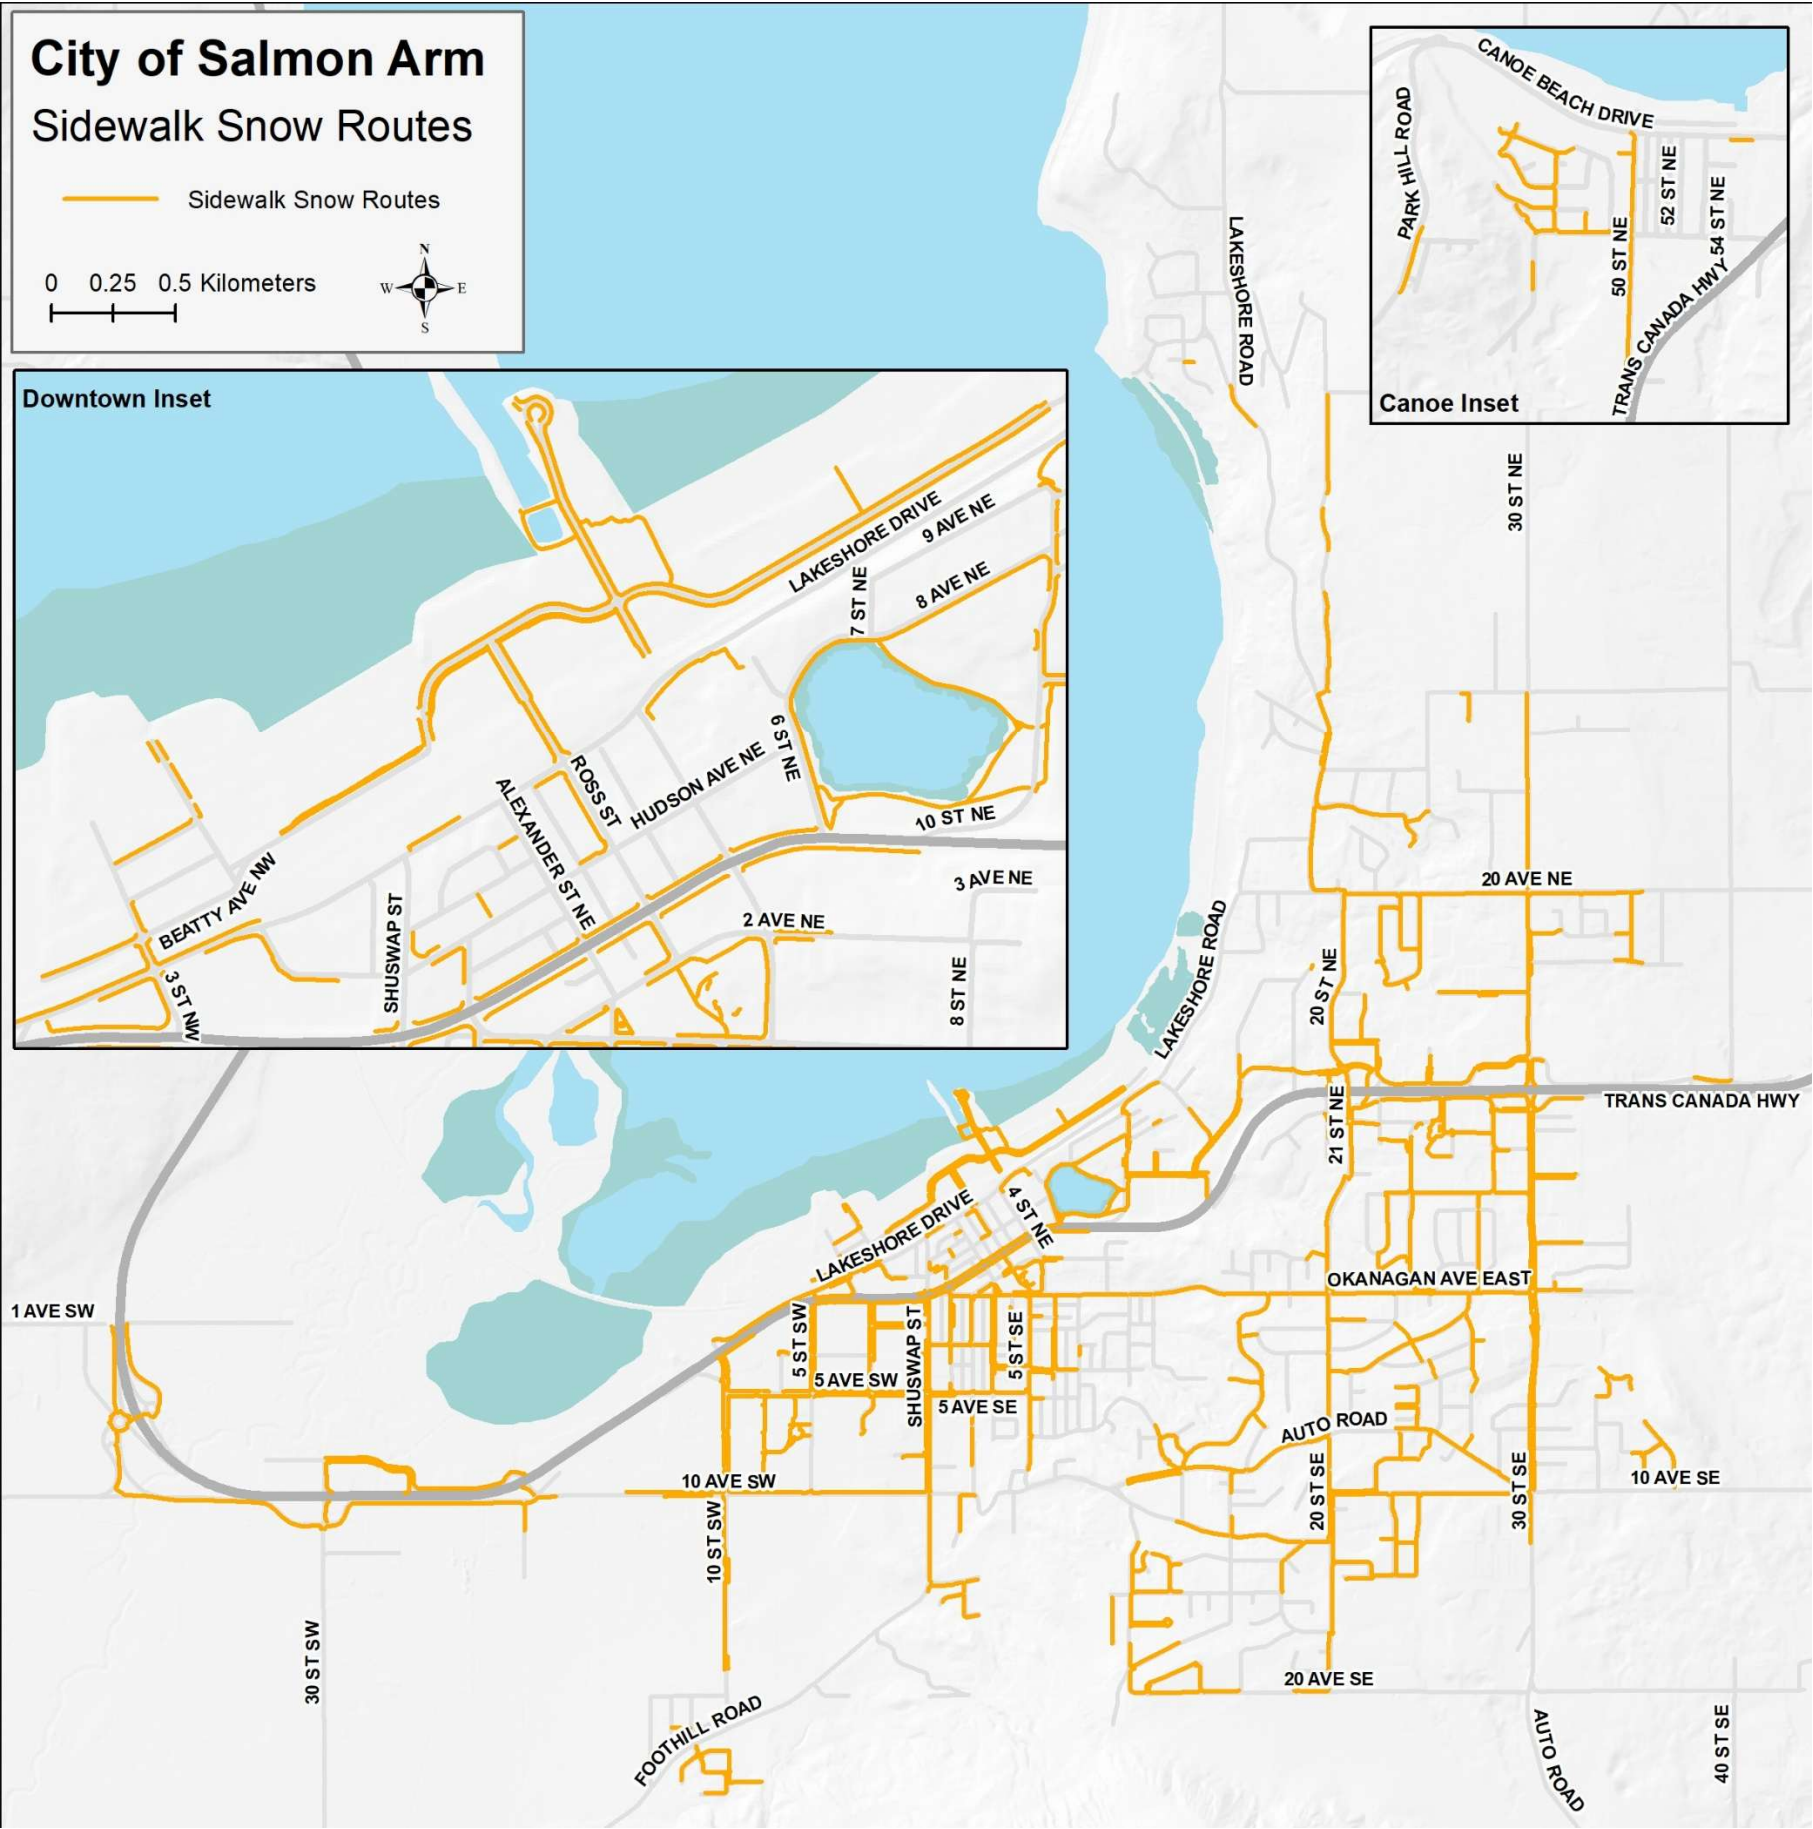 City of Salmon Arm
Sidewalk Snow Routes
Sidewalk Snow Routes
0 0.25 0.5 Kilometers
N
W E
S
Downtown Inset
LAKESHORE DRIVE
9 AVE NE
8 AVE NE
7 ST NE
6 ST NE
ROSS ST
HUDSON AVE NE
ALEXANDER ST NE
10 ST NE
3 AVE NE
2 AVE NE
8 ST NE
BEATTY AVE NW
SHUSWAP ST
3 ST NW
CANOE BEACH DRIVE
PARK HILL ROAD
52 ST NE
54 ST NE
50 ST NE
TRANS CANADA HWY
Canoe Inset
LAKESHORE ROAD
30 ST NE
20 AVE NE
LAKESHORE ROAD
20 ST NE
TRANS CANADA HWY
21 ST NE
4 ST NE
LAKESHORE DRIVE
OKANAGAN AVE EAST
1 AVE SW
5 ST SW
SHUSWAP ST
5 ST SE
5 AVE SW
5 AVE SE
AUTO ROAD
10 AVE SW
10 AVE SE
10 ST SW
20 ST SE
30 ST SE
30 ST SW
20 AVE SE
FOOTHILL ROAD
AUTO ROAD
40 ST SE